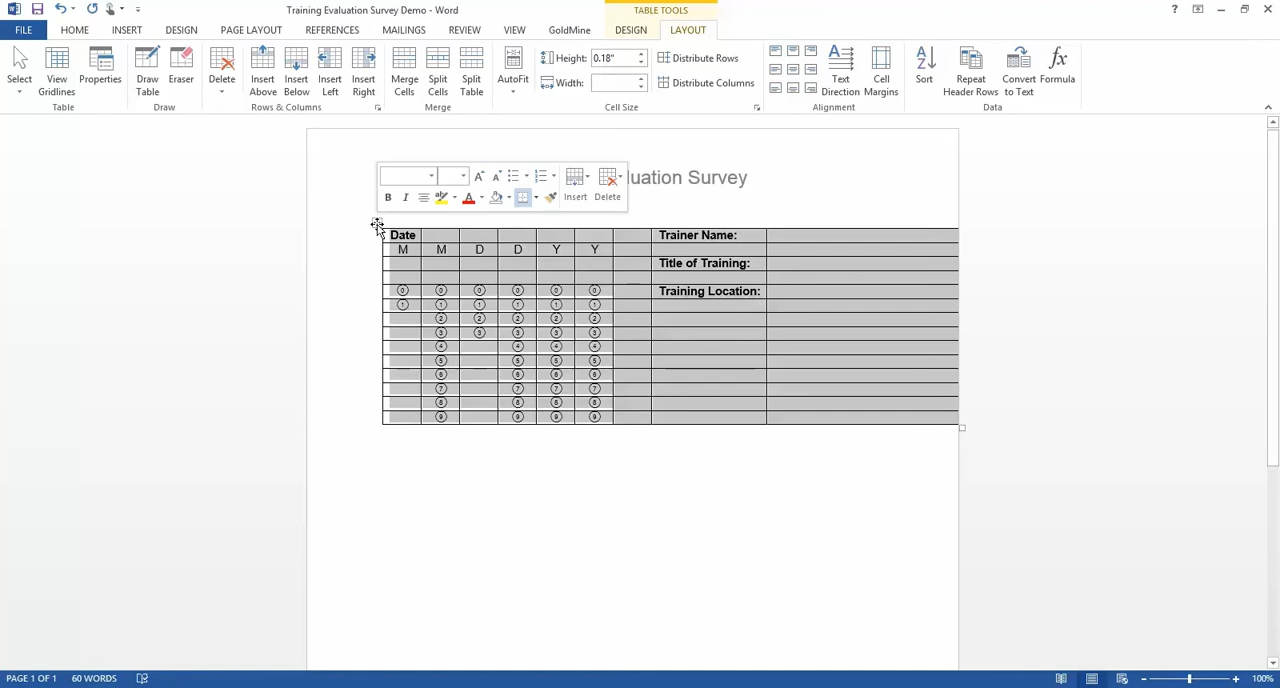 Training Evaluation Survey Demo - Word
TABLE TOOLS
FILE HOME INSERT DESIGN PAGE LAYOUT REFERENCES MAILINGS REVIEW VIEW GoldMine DESIGN LAYOUT
Select View Gridlines Properties
Table
Draw Table Eraser
Draw
Delete Insert Above Insert Below Insert Left Insert Right
Rows & Columns
Merge Cells Split Cells Split Table
Merge
AutoFit Height: 0.18" Distribute Rows
Width: Distribute Columns
Cell Size
Text Direction Cell Margins
Alignment
Sort Repeat Header Rows Convert to Text Formula
Data
B I A Insert Delete
luation Survey
Date Trainer Name:
M M D D Y Y
Title of Training:
0 0 0 0 0 0 Training Location:
1 1 1 1 1 1
2 2 2 2 2
3 3 3 3 3
4 4 4 4
5 5 5 5
6 6 6 6
7 7 7 7
8 8 8 8
9 9 9 9
PAGE 1 OF 1 60 WORDS 100%